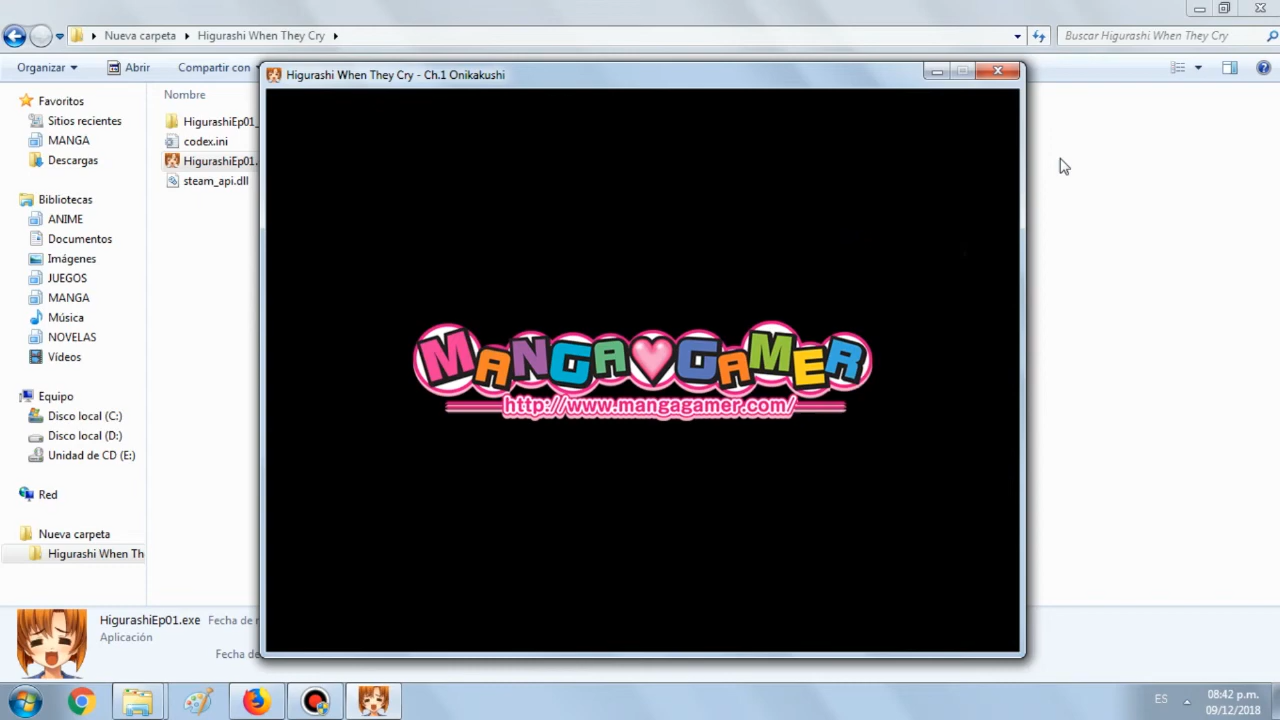 Nueva carpeta
Higurashi When They Cry
Buscar Higurashi When They Cry
Organizar
Abrir
Compartir con
Higurashi When They Cry - Ch.1 Onikakushi
Nombre
HigurashiEp01_
codex.ini
HigurashiEp01.
steam_api.dll
Favoritos
Sitios recientes
MANGA
Descargas
Bibliotecas
ANIME
Documentos
Imágenes
JUEGOS
MANGA
Música
NOVELAS
Vídeos
Equipo
Disco local (C:)
Disco local (D:)
Unidad de CD (E:)
Red
Nueva carpeta
Higurashi When Th
MANGAGAMER
http://www.mangagamer.com/
HigurashiEp01.exe
Fecha de
Aplicación
Fecha de
ES
08:42 p.m.
09/12/2018